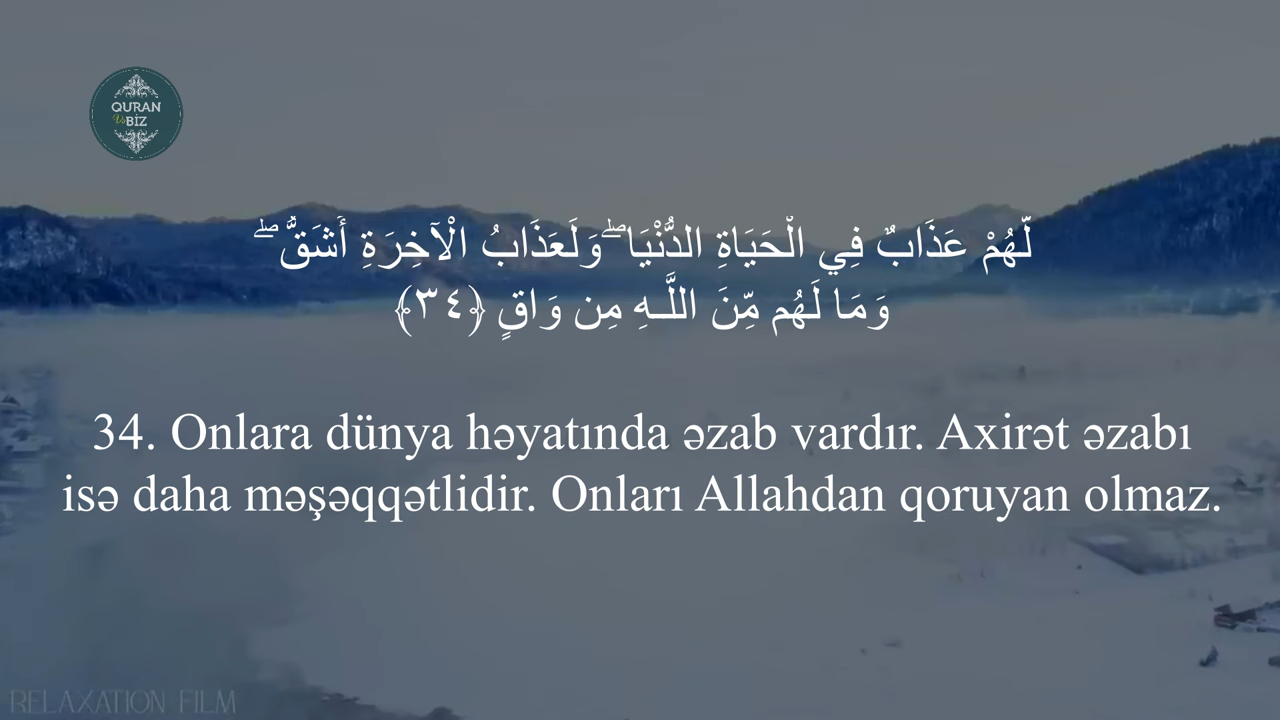 QURAN
Və BİZ
لَّهُمْ عَذَابٌ فِي الْحَيَاةِ الدُّنْيَا ۖ وَلَعَذَابُ الْآخِرَةِ أَشَقُّ ۖ
وَمَا لَهُم مِّنَ اللَّـهِ مِن وَاقٍ ﴿٣٤﴾
34. Onlara dünya həyatında əzab vardır. Axirət əzabı
isə daha məşəqqətlidir. Onları Allahdan qoruyan olmaz.
RELAXATION FILM